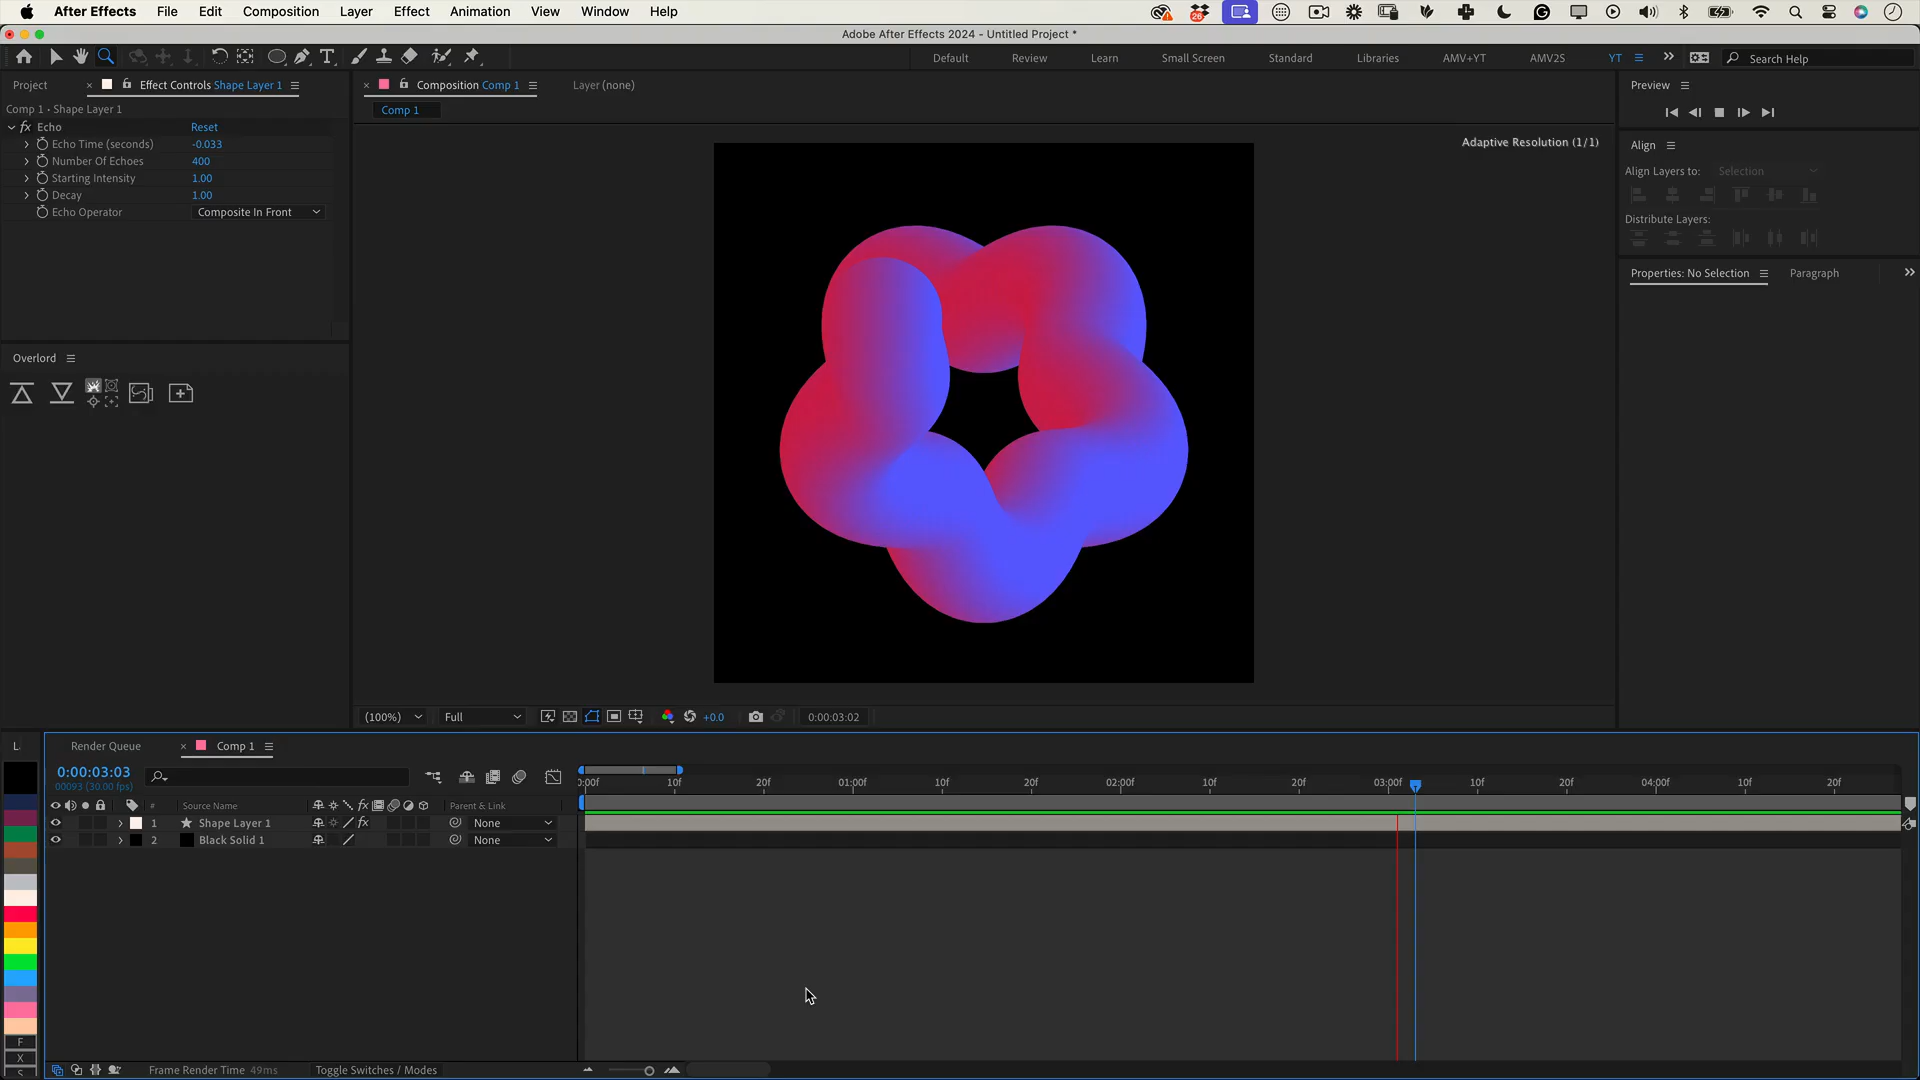 After Effects File Edit Composition Layer Effect Animation View Window Help
26
Adobe After Effects 2024 - Untitled Project *
Default Review Learn Small Screen Standard Libraries AMV+YT AMV2S YT Search Help
Project × Effect Controls Shape Layer 1
× Composition Comp 1 Layer (none)
Preview
Comp 1 • Shape Layer 1
Comp 1
fx Echo Reset
Echo Time (seconds) -0.033
Number Of Echoes 400
Starting Intensity 1.00
Decay 1.00
Echo Operator Composite In Front
Adaptive Resolution (1/1)
Align
Align Layers to: Selection
Distribute Layers:
Properties: No Selection Paragraph
Overlord
(100%) Full +0.0 0:00:03:02
L Render Queue × Comp 1
0:00:03:03
00093 (30.00 fps)
0:00f 10f 20f 01:00f 10f 20f 02:00f 10f 20f 03:00f 10f 20f 04:00f 10f 20f
# Source Name fx Parent & Link
1 Shape Layer 1 fx None
2 Black Solid 1 None
F
X
S
Frame Render Time 49ms Toggle Switches / Modes